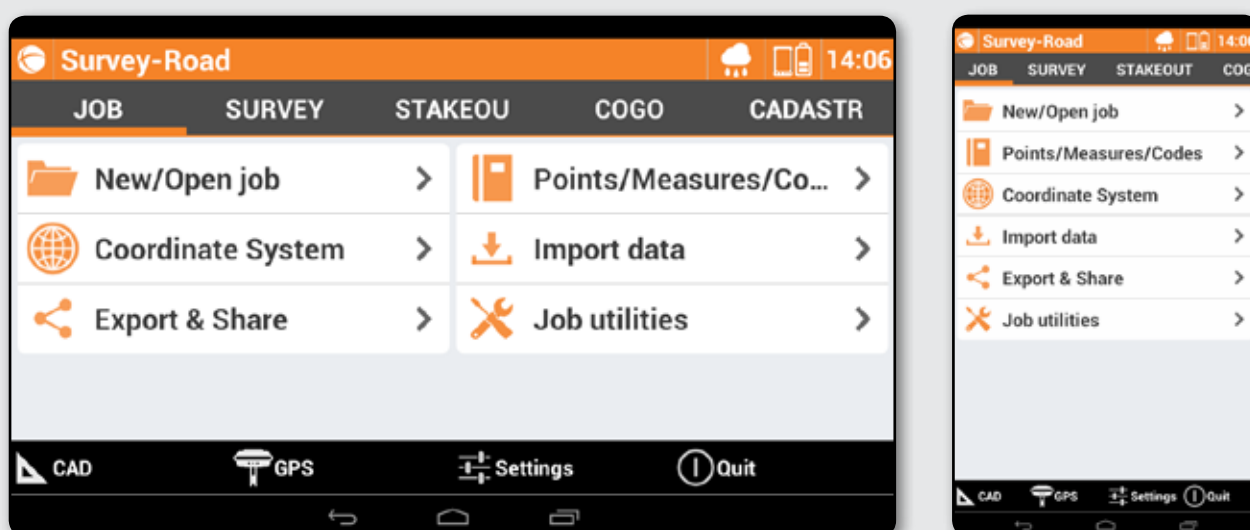 Survey-Road 14:06
JOB SURVEY STAKEOU COGO CADASTR
New/Open job
Points/Measures/Co...
Coordinate System
Import data
Export & Share
Job utilities
CAD GPS Settings Quit
Survey-Road 14:06
JOB SURVEY STAKEOUT COG
New/Open job
Points/Measures/Codes
Coordinate System
Import data
Export & Share
Job utilities
CAD GPS Settings Quit